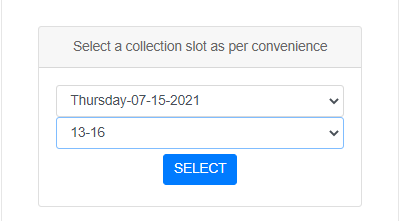 Select a collection slot as per convenience
Thursday-07-15-2021
13-16
SELECT